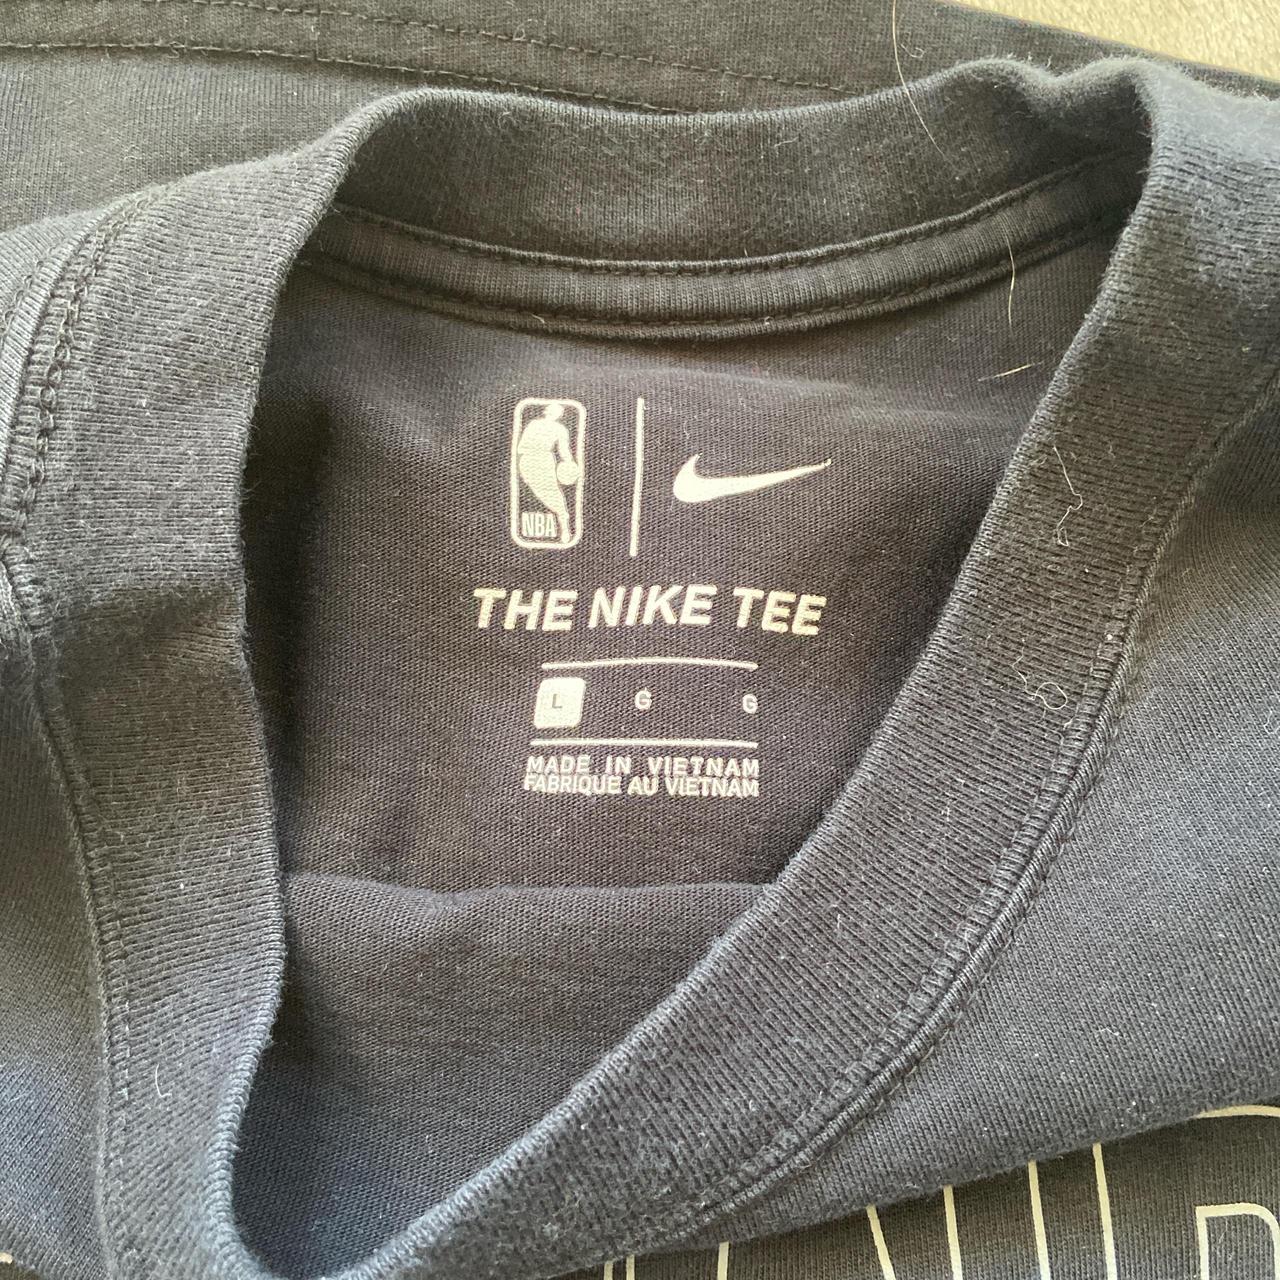 NBA
THE NIKE TEE
L G G
MADE IN VIETNAM
FABRIQUE AU VIETNAM